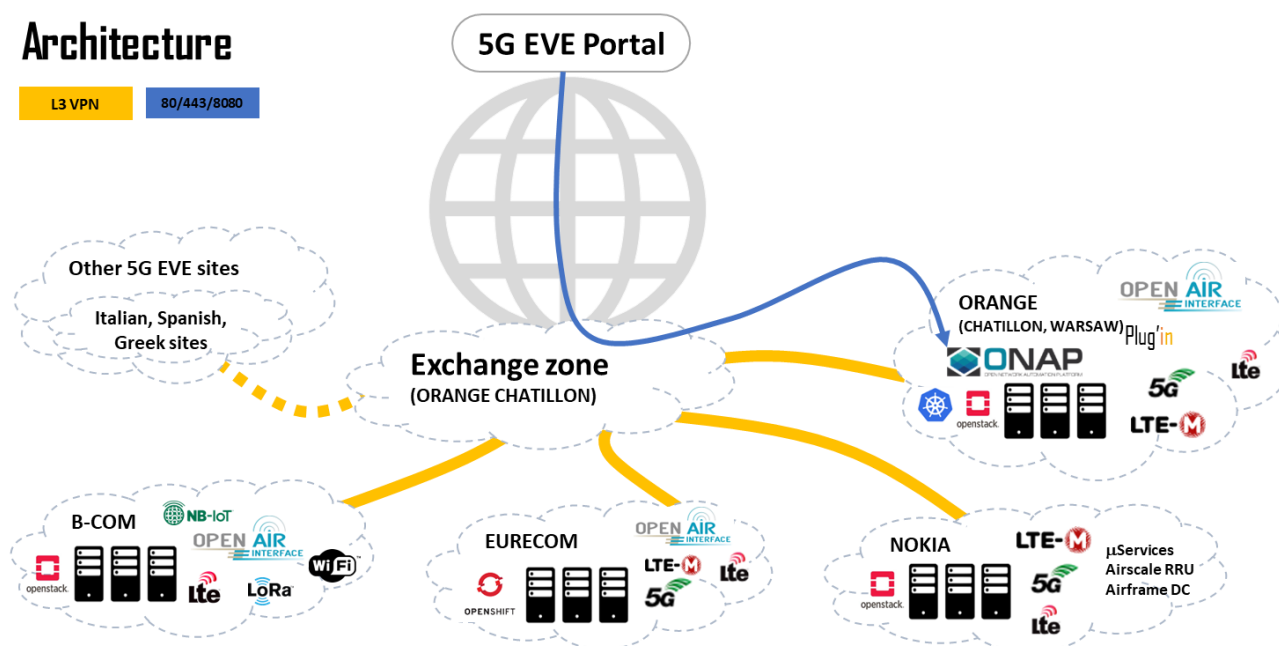 Architecture
5G EVE Portal
L3 VPN
80/443/8080
Other 5G EVE sites
Italian, Spanish,
Greek sites
Exchange zone
(ORANGE CHATILLON)
ORANGE
(CHATILLON, WARSAW)
OPEN AIR
INTERFACE
Plug'in
ONAP
OPEN NETWORK AUTOMATION PLATFORM
openstack.
5G
lte
LTE-M
B-COM
NB-IoT
OPEN AIR
INTERFACE
openstack.
lte
LoRa
WiFi
EURECOM
OPEN AIR
INTERFACE
OPENSHIFT
LTE-M
5G
lte
NOKIA
openstack.
LTE-M
5G
lte
µServices
Airscale RRU
Airframe DC